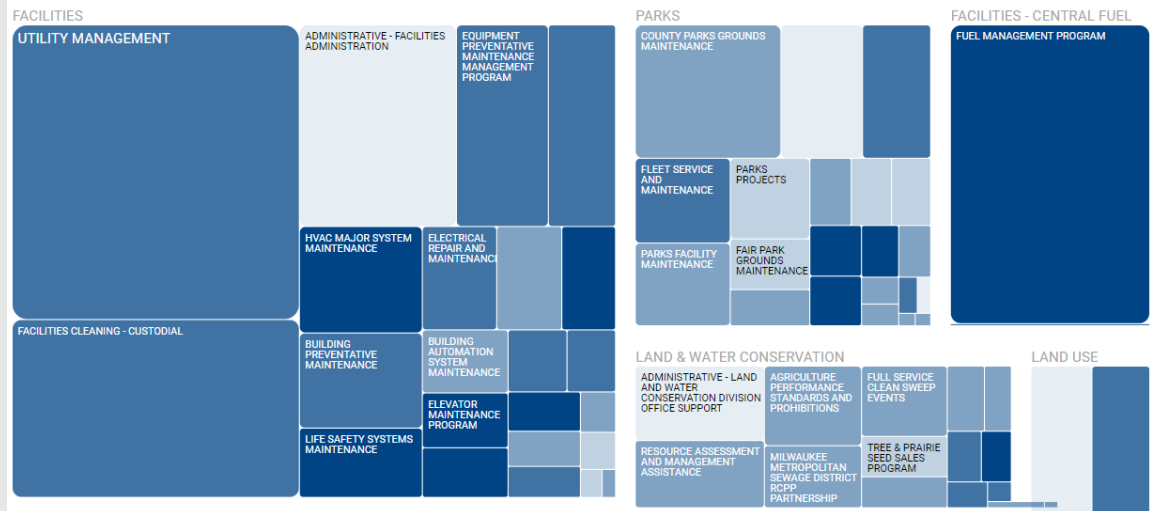 FACILITIES
UTILITY MANAGEMENT
ADMINISTRATIVE - FACILITIES
ADMINISTRATION
EQUIPMENT
PREVENTATIVE
MAINTENANCE
MANAGEMENT
PROGRAM
HVAC MAJOR SYSTEM
MAINTENANCE
ELECTRICAL
REPAIR AND
MAINTENANC
FACILITIES CLEANING - CUSTODIAL
BUILDING
PREVENTATIVE
MAINTENANCE
BUILDING
AUTOMATION
SYSTEM
MAINTENANCE
ELEVATOR
MAINTENANCE
PROGRAM
LIFE SAFETY SYSTEMS
MAINTENANCE
PARKS
COUNTY PARKS GROUNDS
MAINTENANCE
FLEET SERVICE
AND
MAINTENANCE
PARKS
PROJECTS
PARKS FACILITY
MAINTENANCE
FAIR PARK
GROUNDS
MAINTENANCE
FACILITIES - CENTRAL FUEL
FUEL MANAGEMENT PROGRAM
LAND & WATER CONSERVATION
ADMINISTRATIVE - LAND
AND WATER
CONSERVATION DIVISION
OFFICE SUPPORT
AGRICULTURE
PERFORMANCE
STANDARDS AND
PROHIBITIONS
FULL SERVICE
CLEAN SWEEP
EVENTS
RESOURCE ASSESSMENT
AND MANAGEMENT
ASSISTANCE
MILWAUKEE
METROPOLITAN
SEWAGE DISTRICT
RCPP
PARTNERSHIP
TREE & PRAIRIE
SEED SALES
PROGRAM
LAND USE